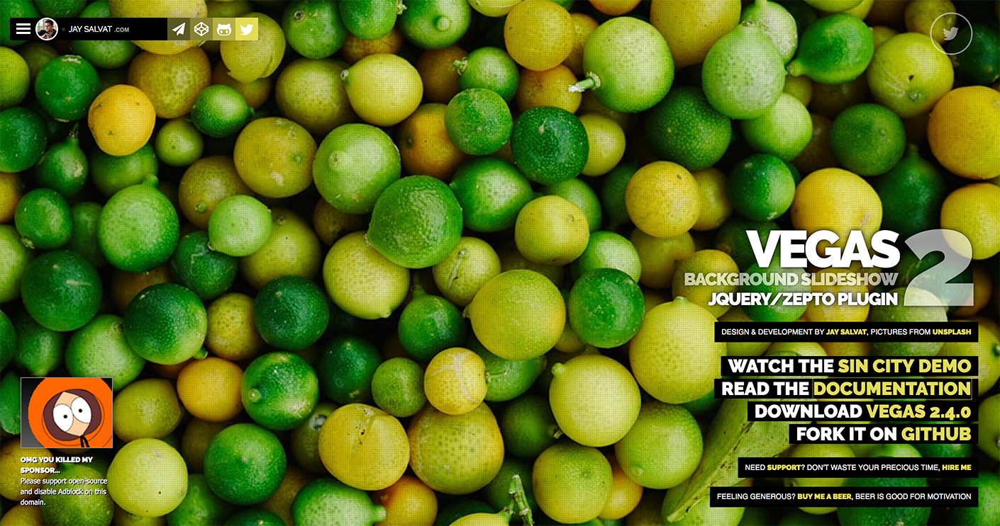 JAY SALVAT .COM
VEGAS 2
BACKGROUND SLIDESHOW
JQUERY/ZEPTO PLUGIN
DESIGN & DEVELOPMENT BY JAY SALVAT, PICTURES FROM UNSPLASH
WATCH THE SIN CITY DEMO
READ THE DOCUMENTATION
DOWNLOAD VEGAS 2.4.0
FORK IT ON GITHUB
NEED SUPPORT? DON'T WASTE YOUR PRECIOUS TIME, HIRE ME
FEELING GENEROUS? BUY ME A BEER, BEER IS GOOD FOR MOTIVATION
OMG YOU KILLED MY
SPONSOR...
Please support open-source
and disable Adblock on this
domain.